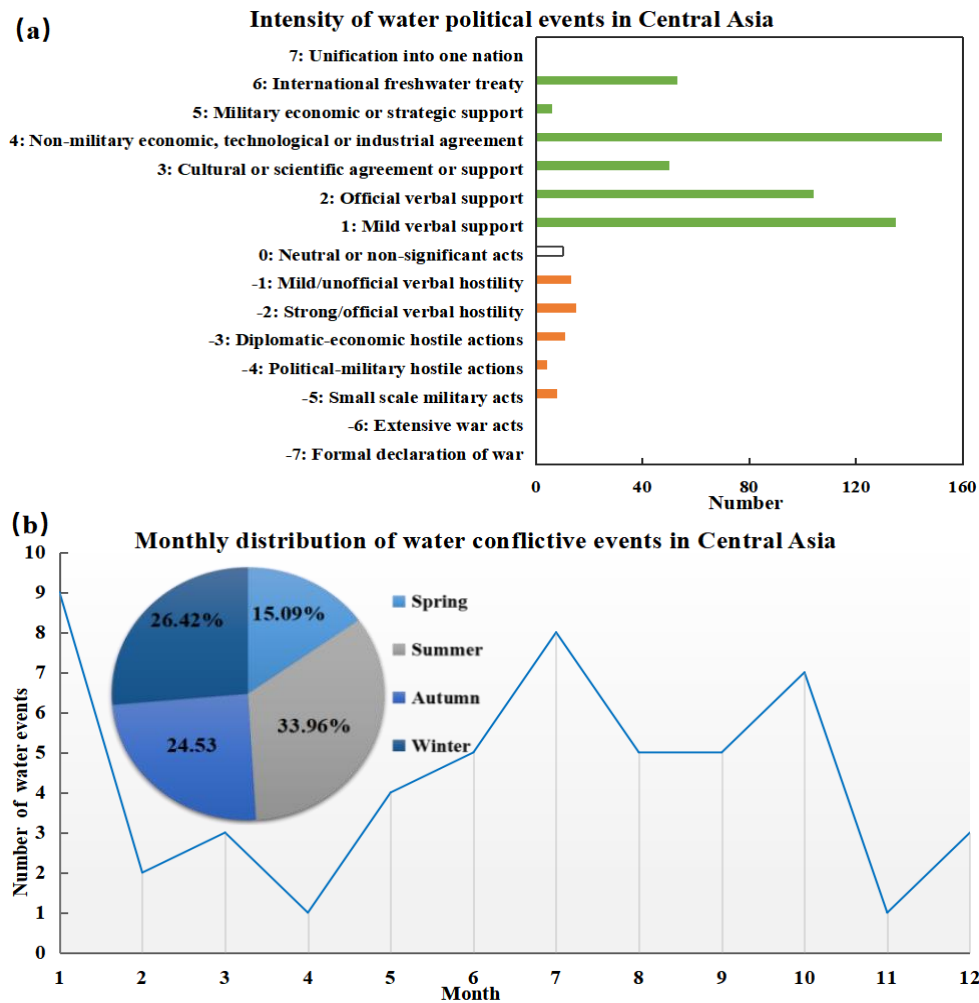 (a)
Intensity of water political events in Central Asia
7: Unification into one nation
6: International freshwater treaty
5: Military economic or strategic support
4: Non-military economic, technological or industrial agreement
3: Cultural or scientific agreement or support
2: Official verbal support
1: Mild verbal support
0: Neutral or non-significant acts
-1: Mild/unofficial verbal hostility
-2: Strong/official verbal hostility
-3: Diplomatic-economic hostile actions
-4: Political-military hostile actions
-5: Small scale military acts
-6: Extensive war acts
-7: Formal declaration of war
0 40 80 120 160
Number
(b)
Monthly distribution of water conflictive events in Central Asia
Number of water events
10
9
8
7
6
5
4
3
2
1
0
26.42%
15.09%
33.96%
24.53
Spring
Summer
Autumn
Winter
1 2 3 4 5 6 7 8 9 10 11 12
Month